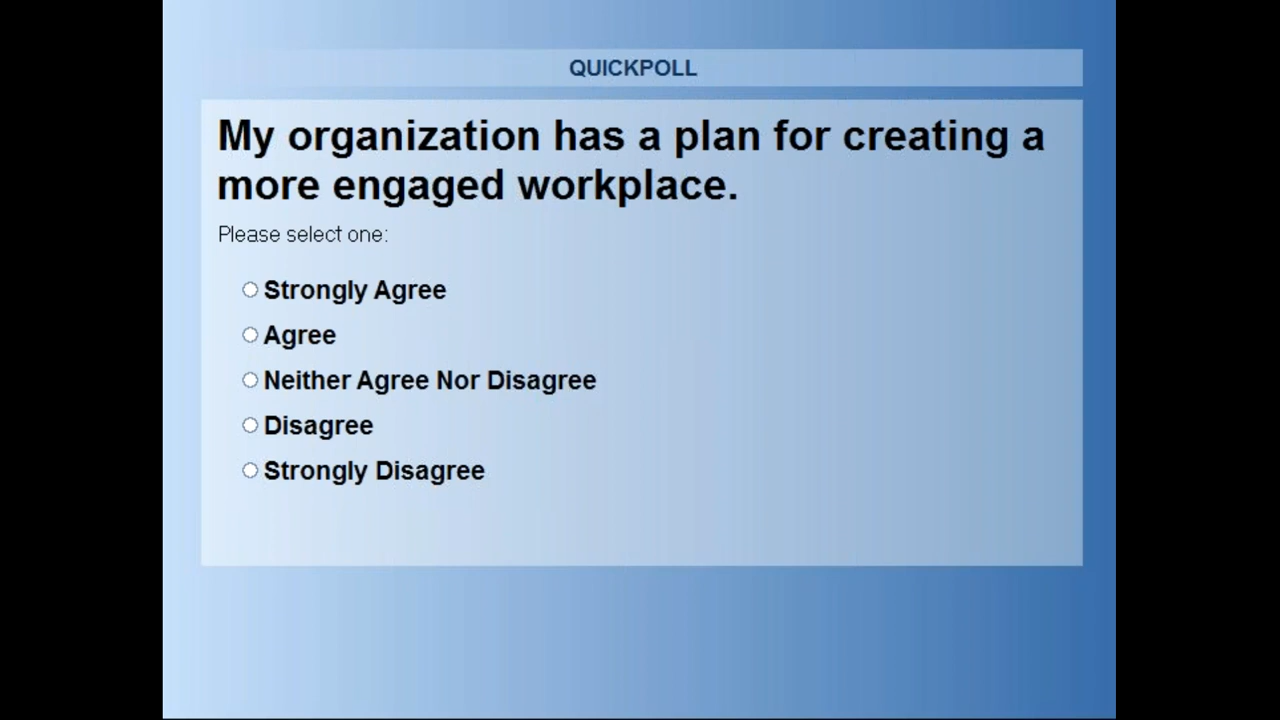 QUICKPOLL
My organization has a plan for creating a
more engaged workplace.
Please select one:
Strongly Agree
Agree
Neither Agree Nor Disagree
Disagree
Strongly Disagree